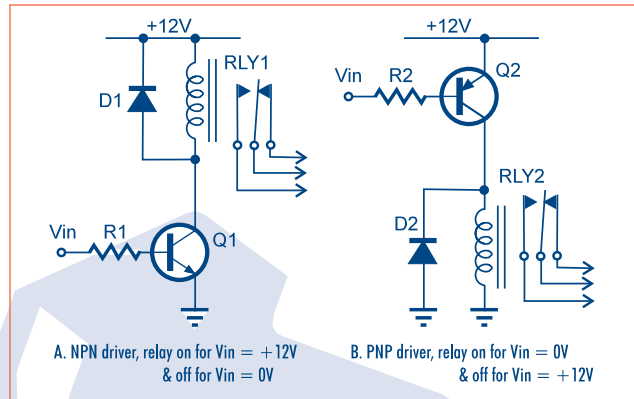 +12V
RLY1
D1
Vin
R1
Q1
A. NPN driver, relay on for Vin = +12V
& off for Vin = 0V
+12V
Q2
Vin
R2
RLY2
D2
B. PNP driver, relay on for Vin = 0V
& off for Vin = +12V